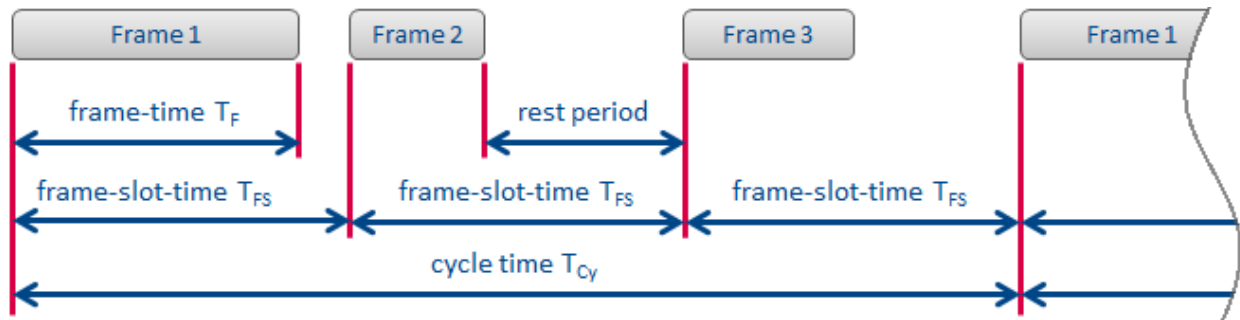 Frame 1
Frame 2
Frame 3
Frame 1
frame-time T_F
rest period
frame-slot-time T_FS
frame-slot-time T_FS
frame-slot-time T_FS
cycle time T_Cy